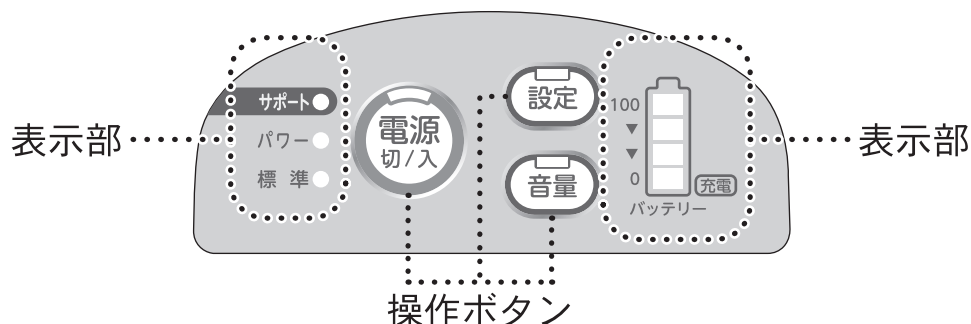 サポート
パワー
標準
表示部
電源
切/入
設定
音量
100
0
充電
バッテリー
表示部
操作ボタン